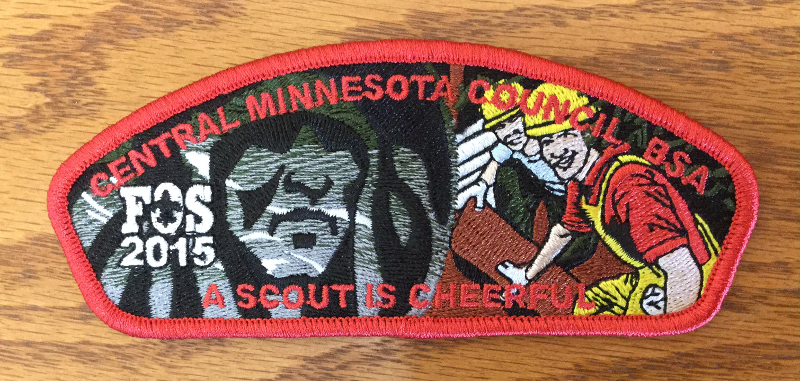 CENTRAL MINNESOTA COUNCIL, BSA
FOS
2015
A SCOUT IS CHEERFUL